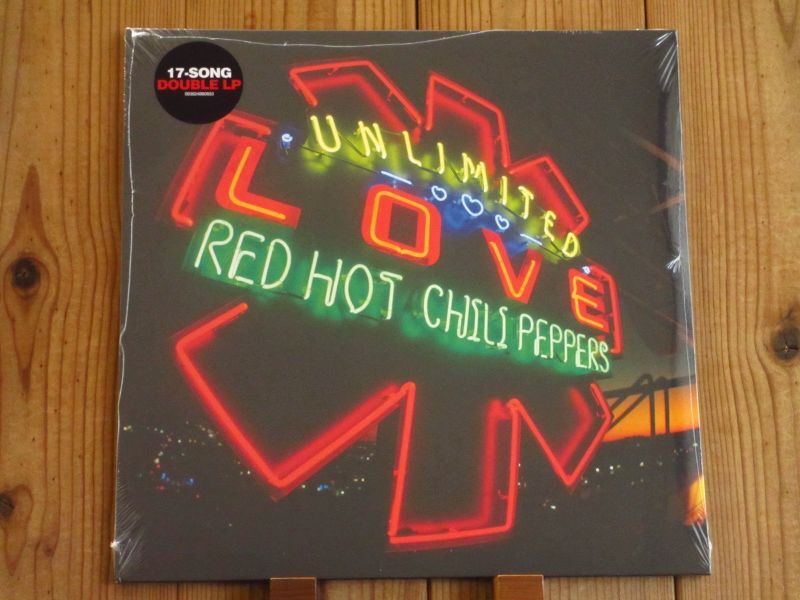 17-SONG
DOUBLE LP
UNLIMITED
LOVE
RED HOT CHILI PEPPERS